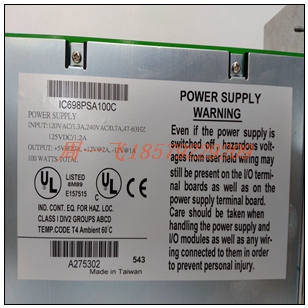 IC698PSA100C
POWER SUPPLY
INPUT:120VAC/1.3A,240VAC/0.7A,47-63HZ
125VDC/1.2A
100 WATTS-TOTAL
UL
LISTED
E157515
UL
IND. CONT. EQ. FOR HAZ. LOC.
CLASS I DIV2 GROUPS ABCD
TEMP.CODE T4 Ambient 60°C
A275302
543
Made in Taiwan
POWER SUPPLY
WARNING
Even if the power supply
is switched off hazardous volt-
ages from user field wiring may
still be present on the I/O termi-
nal boards as well as on the
power supply terminal board.
Care should be taken when
handling the power supply and
I/O modules as well as any wir-
ing connected to them in order
to prevent personal injury.